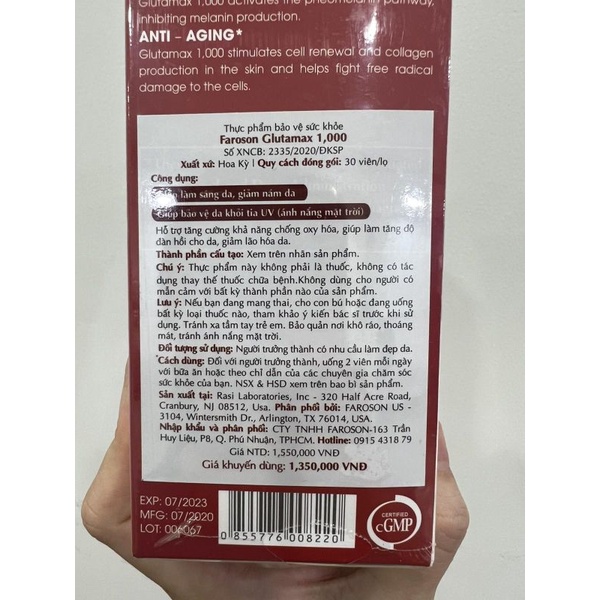 Glutamax 1,000 activates the pheomelanin pathway,
inhibiting melanin production.
ANTI - AGING*
Glutamax 1,000 stimulates cell renewal and collagen
production in the skin and helps fight free radical
damage to the cells.
Thực phẩm bảo vệ sức khỏe
Faroson Glutamax 1,000
Số XNCB: 2335/2020/ĐKSP
Xuất xứ: Hoa Kỳ | Quy cách đóng gói: 30 viên/lọ
Công dụng:
làm sáng da, giảm nám da
Giúp bảo vệ da khỏi tia UV (ánh nắng mặt trời)
Hỗ trợ tăng cường khả năng chống oxy hóa, giúp làm tăng độ
đàn hồi cho da, giảm lão hóa da.
Thành phần cấu tạo: Xem trên nhãn sản phẩm.
Chú ý: Thực phẩm này không phải là thuốc, không có tác
dụng thay thế thuốc chữa bệnh.Không dùng cho người có
mẫn cảm với bất kỳ thành phần nào của sản phẩm.
Lưu ý: Nếu bạn đang mang thai, cho con bú hoặc đang uống
bất kỳ loại thuốc nào, tham khảo ý kiến bác sĩ trước khi sử
dụng. Tránh xa tầm tay trẻ em. Bảo quản nơi khô ráo, thoáng
mát, tránh ánh nắng mặt trời.
Đối tượng sử dụng: Người trưởng thành có nhu cầu làm đẹp da.
Cách dùng: Đối với người trưởng thành, uống 2 viên mỗi ngày
với bữa ăn hoặc theo chỉ dẫn của các chuyên gia chăm sóc
sức khỏe của bạn. NSX & HSD xem trên bao bì sản phẩm.
Sản xuất tại: Rasi Laboratories, Inc - 320 Half Acre Road,
Cranbury, NJ 08512, Usa. Phân phối bởi: FAROSON US -
3104, Wintersmith Dr., Arlington, TX 76014, USA.
Nhập khẩu và phân phối: CTY TNHH FAROSON-163 Trần
Huy Liệu, P8, Q. Phú Nhuận, TPHCM. Hotline: 0915 4318 79
Giá NTD: 1,550,000 VNĐ
Giá khuyến dùng: 1,350,000 VNĐ
EXP: 07/2023
MFG: 07/2020
LOT: 006067
0 855776 008220
CERTIFIED
cGMP